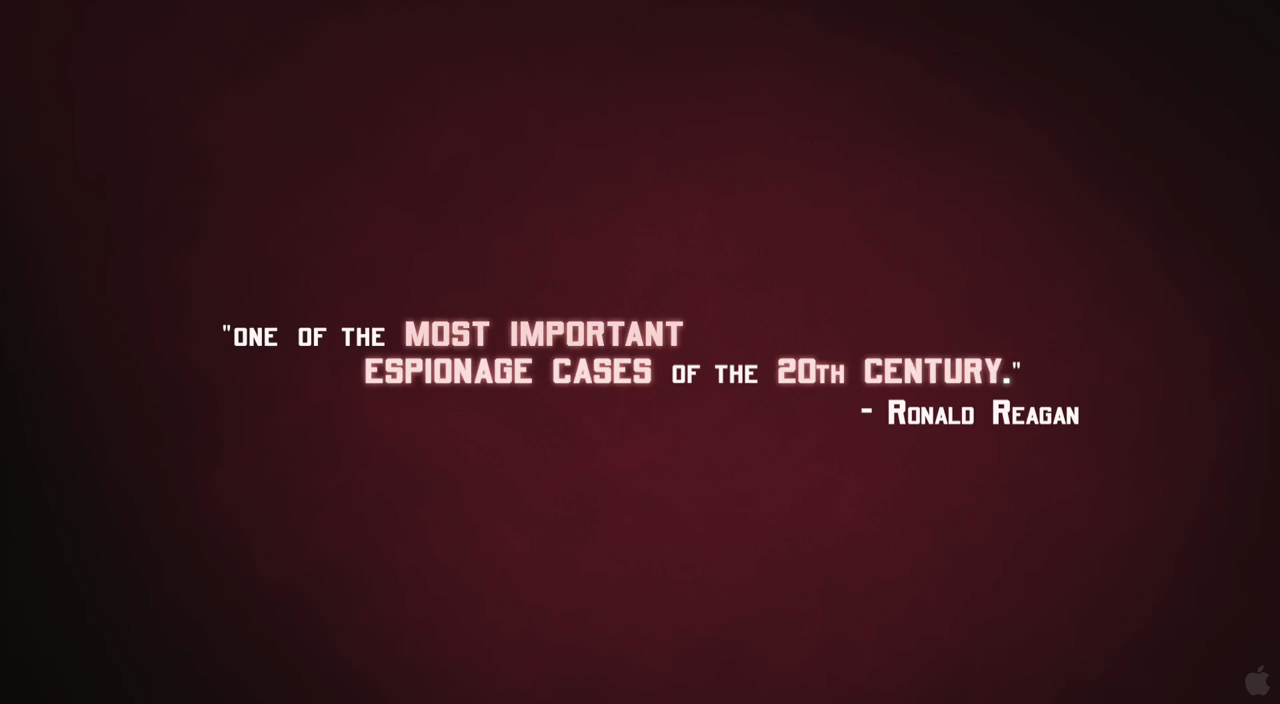 "ONE OF THE MOST IMPORTANT
ESPIONAGE CASES OF THE 20TH CENTURY."
- RONALD REAGAN